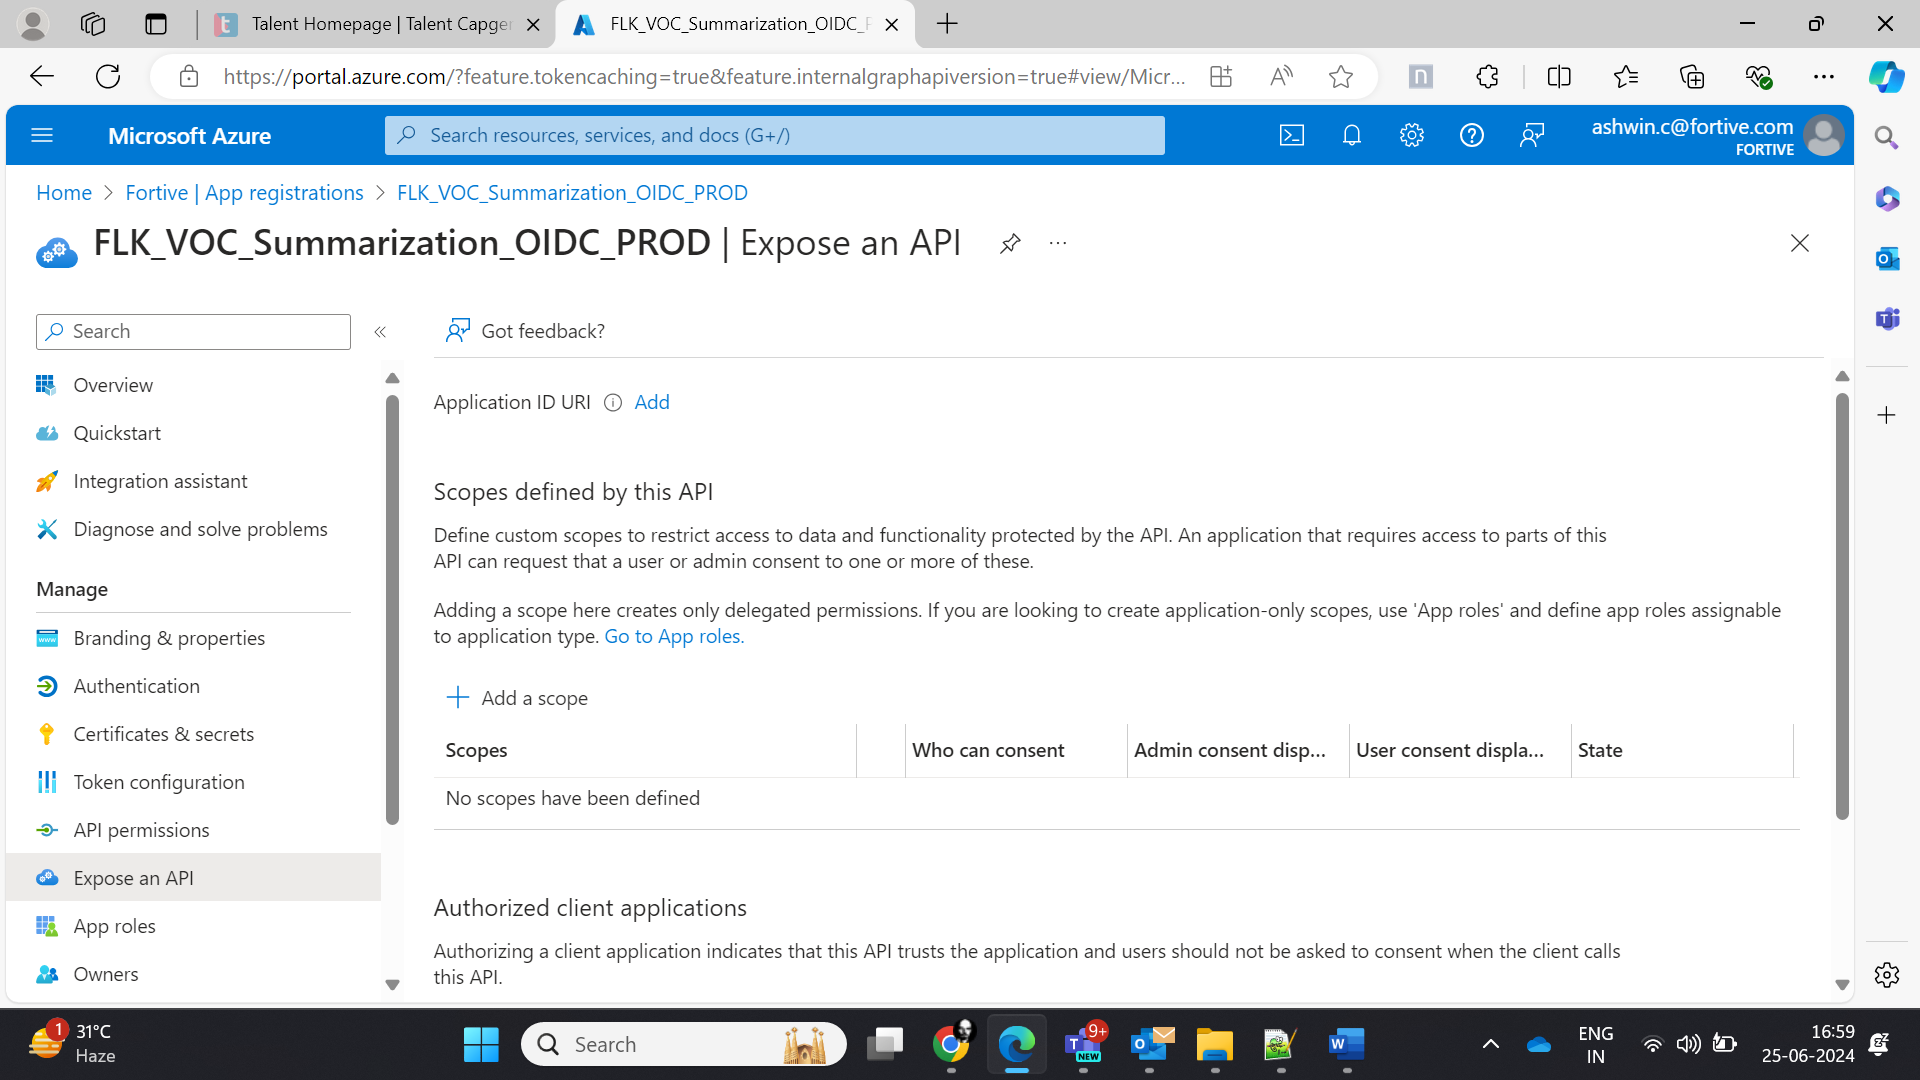 Talent Homepage | Talent Capger
FLK_VOC_Summarization_OIDC_P
https://portal.azure.com/?feature.tokencaching=true&feature.internalgraphapiversion=true#view/Micr...
Microsoft Azure
Search resources, services, and docs (G+/)
ashwin.c@fortive.com
FORTIVE
Home > Fortive | App registrations > FLK_VOC_Summarization_OIDC_PROD
FLK_VOC_Summarization_OIDC_PROD | Expose an API
Search
Got feedback?
Overview
Quickstart
Integration assistant
Diagnose and solve problems
Manage
Branding & properties
Authentication
Certificates & secrets
Token configuration
API permissions
Expose an API
App roles
Owners
Application ID URI Add
Scopes defined by this API
Define custom scopes to restrict access to data and functionality protected by the API. An application that requires access to parts of this
API can request that a user or admin consent to one or more of these.
Adding a scope here creates only delegated permissions. If you are looking to create application-only scopes, use 'App roles' and define app roles assignable
to application type. Go to App roles.
Add a scope
Scopes Who can consent Admin consent disp... User consent displa... State
No scopes have been defined
Authorized client applications
Authorizing a client application indicates that this API trusts the application and users should not be asked to consent when the client calls
this API.
1
31°C
Haze
Search
9+
NEW
ENG
IN
16:59
25-06-2024